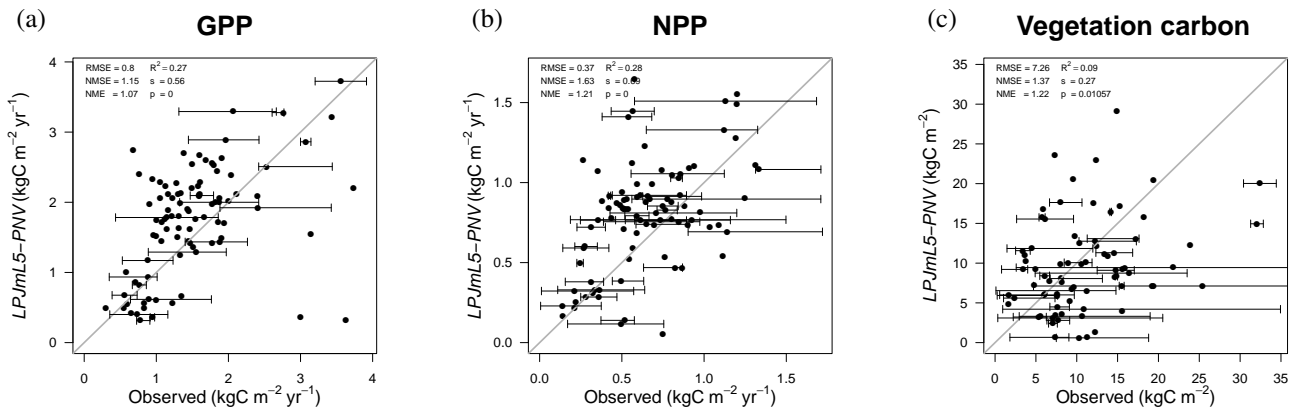 (a) GPP
RMSE = 0.8 R² = 0.27
NMSE = 1.15 s = 0.56
NME = 1.07 p = 0
LPJmL5−PNV (kgC m⁻² yr⁻¹)
4
3
2
1
0
0 1 2 3 4
Observed (kgC m⁻² yr⁻¹)
(b) NPP
RMSE = 0.37 R² = 0.28
NMSE = 1.63
NME = 1.21 p = 0
LPJmL5−PNV (kgC m⁻² yr⁻¹)
1.5
1.0
0.5
0.0
0.0 0.5 1.0 1.5
Observed (kgC m⁻² yr⁻¹)
(c) Vegetation carbon
RMSE = 7.26 R² = 0.09
NMSE = 1.37 s = 0.27
NME = 1.22 p = 0.01057
LPJmL5−PNV (kgC m⁻²)
35
30
25
20
15
10
5
0
0 5 10 15 20 25 30 35
Observed (kgC m⁻²)